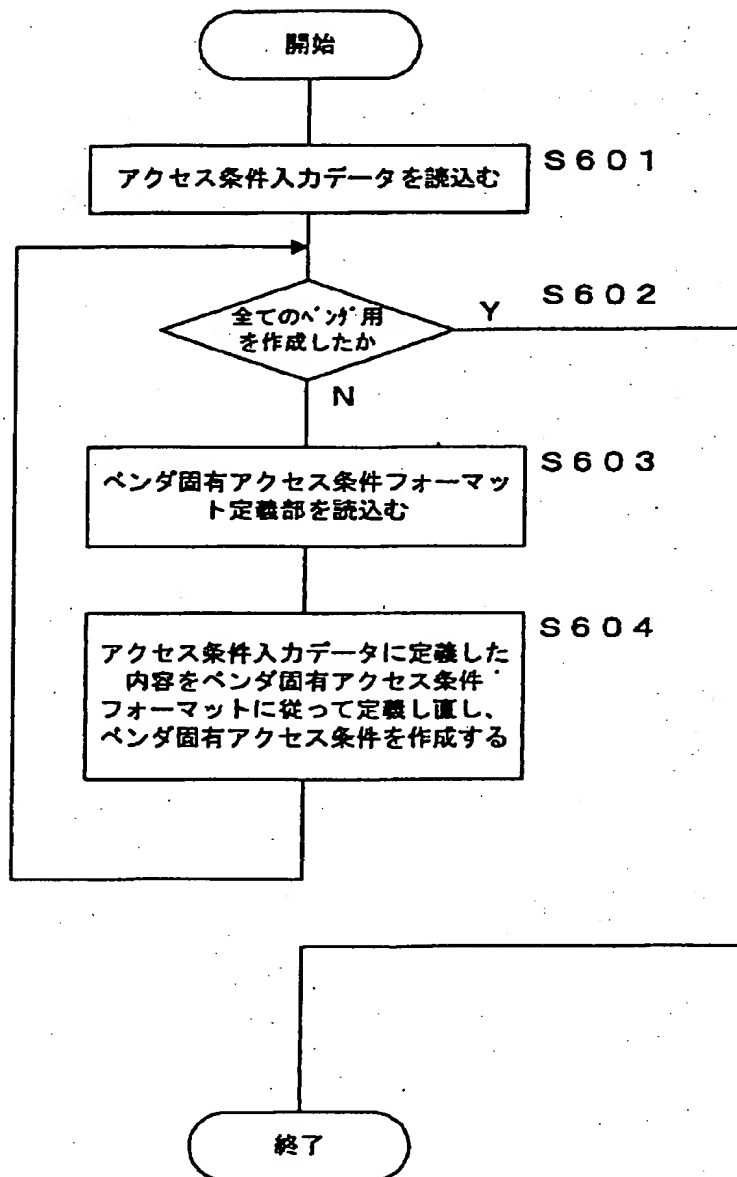 開始
アクセス条件入力データを読込む
S601
全てのﾍﾞﾝﾀﾞ用
を作成したか
Y
S602
N
ベンダ固有アクセス条件フォーマッ
ト定義部を読込む
S603
アクセス条件入力データに定義した
内容をベンダ固有アクセス条件
フォーマットに従って定義し直し、
ベンダ固有アクセス条件を作成する
S604
終了